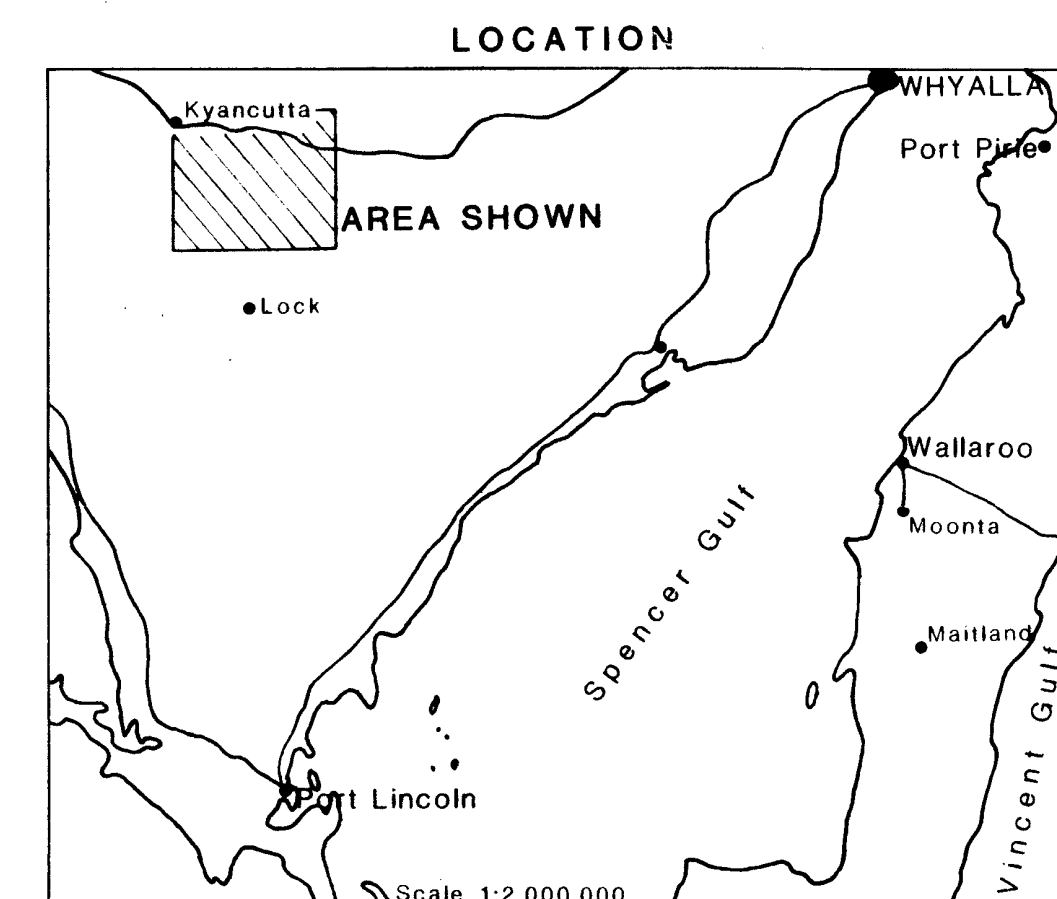 LOCATION
WHYALLA
Kyancutta
Port Pirie
AREA SHOWN
Lock
Wallaroo
Spencer Gulf
Moonta
Maitland
Vincent Gulf
Port Lincoln
Scale 1:2 000 000